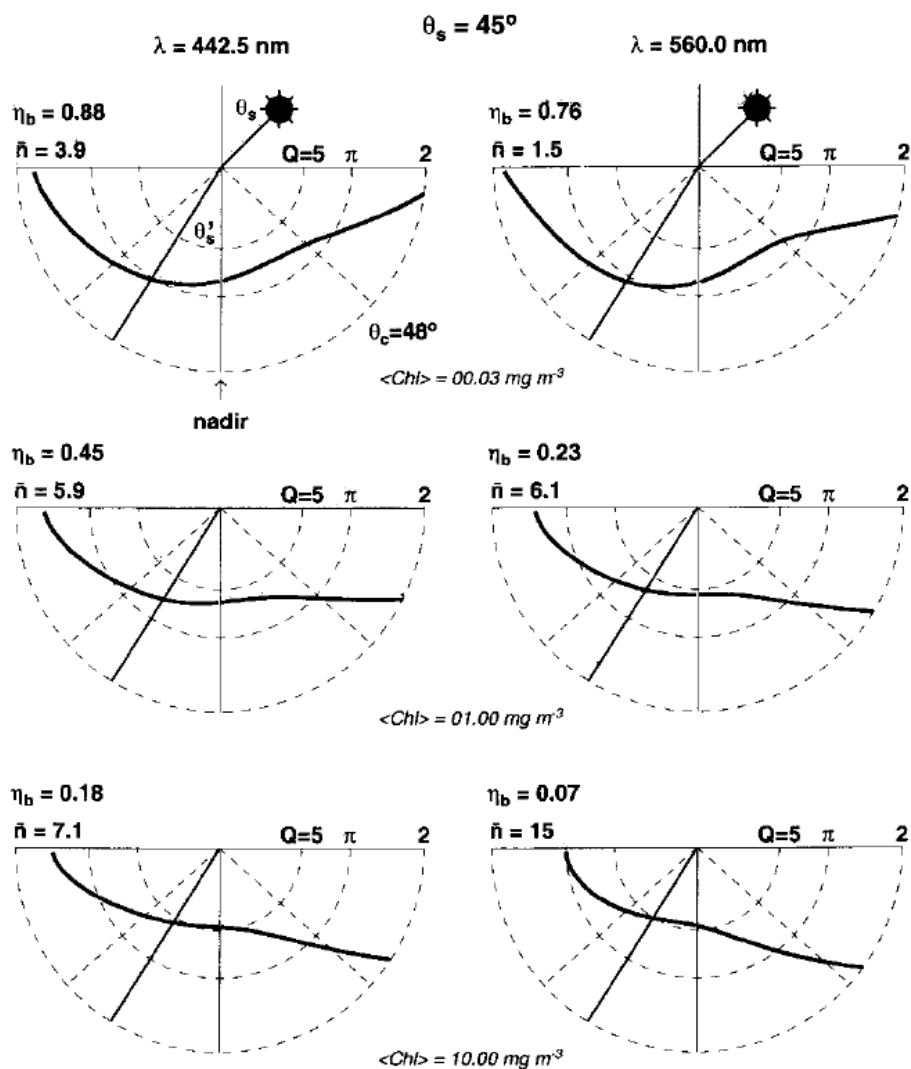 θs = 45º
λ = 442.5 nm
λ = 560.0 nm
ηb = 0.88
θs
n̄ = 3.9
Q=5 π 2
θs'
θc=48º
nadir
ηb = 0.76
n̄ = 1.5
Q=5 π 2
<Chl> = 00.03 mg m-3
ηb = 0.45
n̄ = 5.9
Q=5 π 2
ηb = 0.23
n̄ = 6.1
Q=5 π 2
<Chl> = 01.00 mg m-3
ηb = 0.18
n̄ = 7.1
Q=5 π 2
ηb = 0.07
n̄ = 15
Q=5 π 2
<Chl> = 10.00 mg m-3